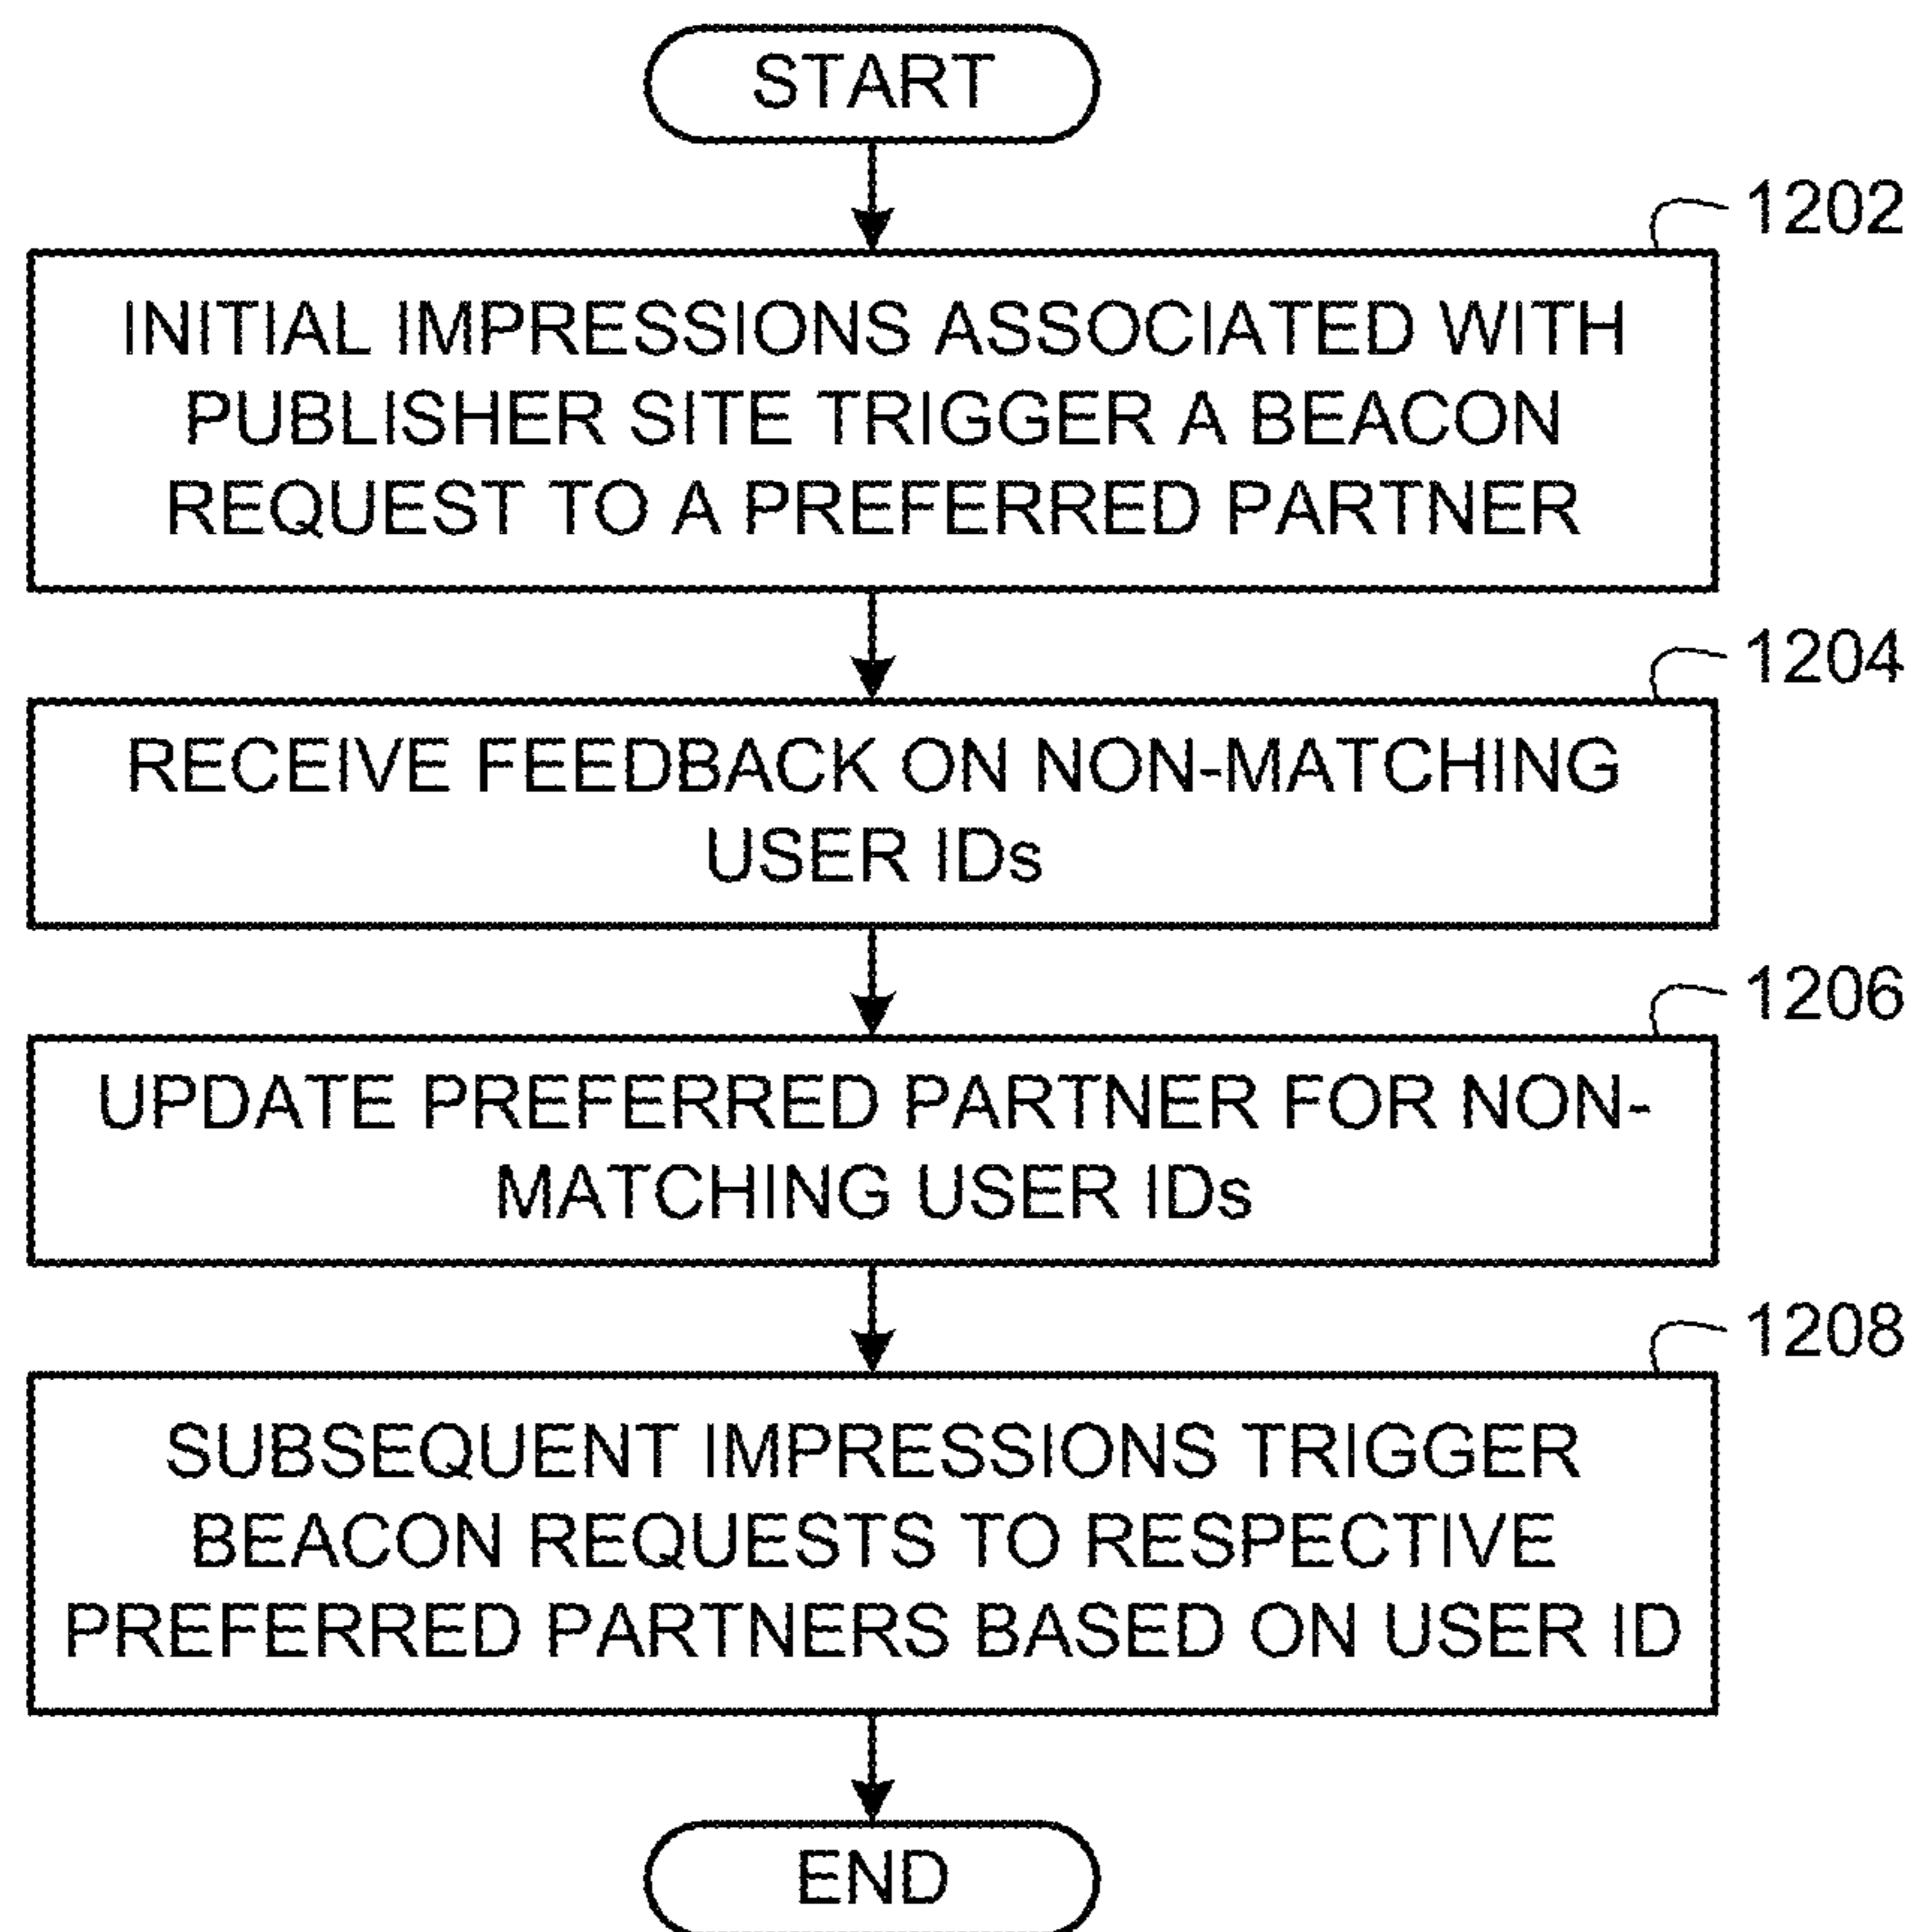 START
1202
INITIAL IMPRESSIONS ASSOCIATED WITH
PUBLISHER SITE TRIGGER A BEACON
REQUEST TO A PREFERRED PARTNER
1204
RECEIVE FEEDBACK ON NON-MATCHING
USER IDs
1206
UPDATE PREFERRED PARTNER FOR NON-
MATCHING USER IDs
1208
SUBSEQUENT IMPRESSIONS TRIGGER
BEACON REQUESTS TO RESPECTIVE
PREFERRED PARTNERS BASED ON USER ID
END